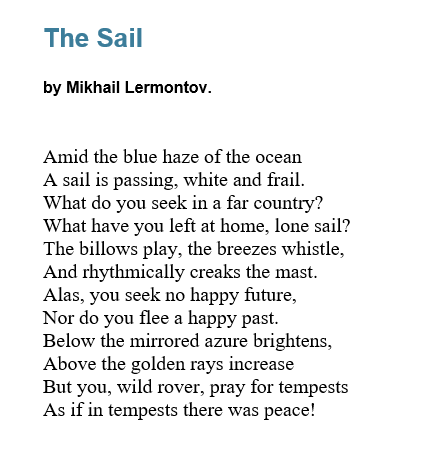 The Sail
by Mikhail Lermontov.
Amid the blue haze of the ocean
A sail is passing, white and frail.
What do you seek in a far country?
What have you left at home, lone sail?
The billows play, the breezes whistle,
And rhythmically creaks the mast.
Alas, you seek no happy future,
Nor do you flee a happy past.
Below the mirrored azure brightens,
Above the golden rays increase
But you, wild rover, pray for tempests
As if in tempests there was peace!